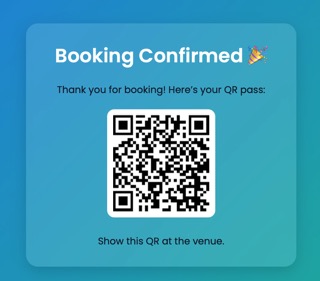 Booking Confirmed 🎉
Thank you for booking! Here's your QR pass:
Show this QR at the venue.